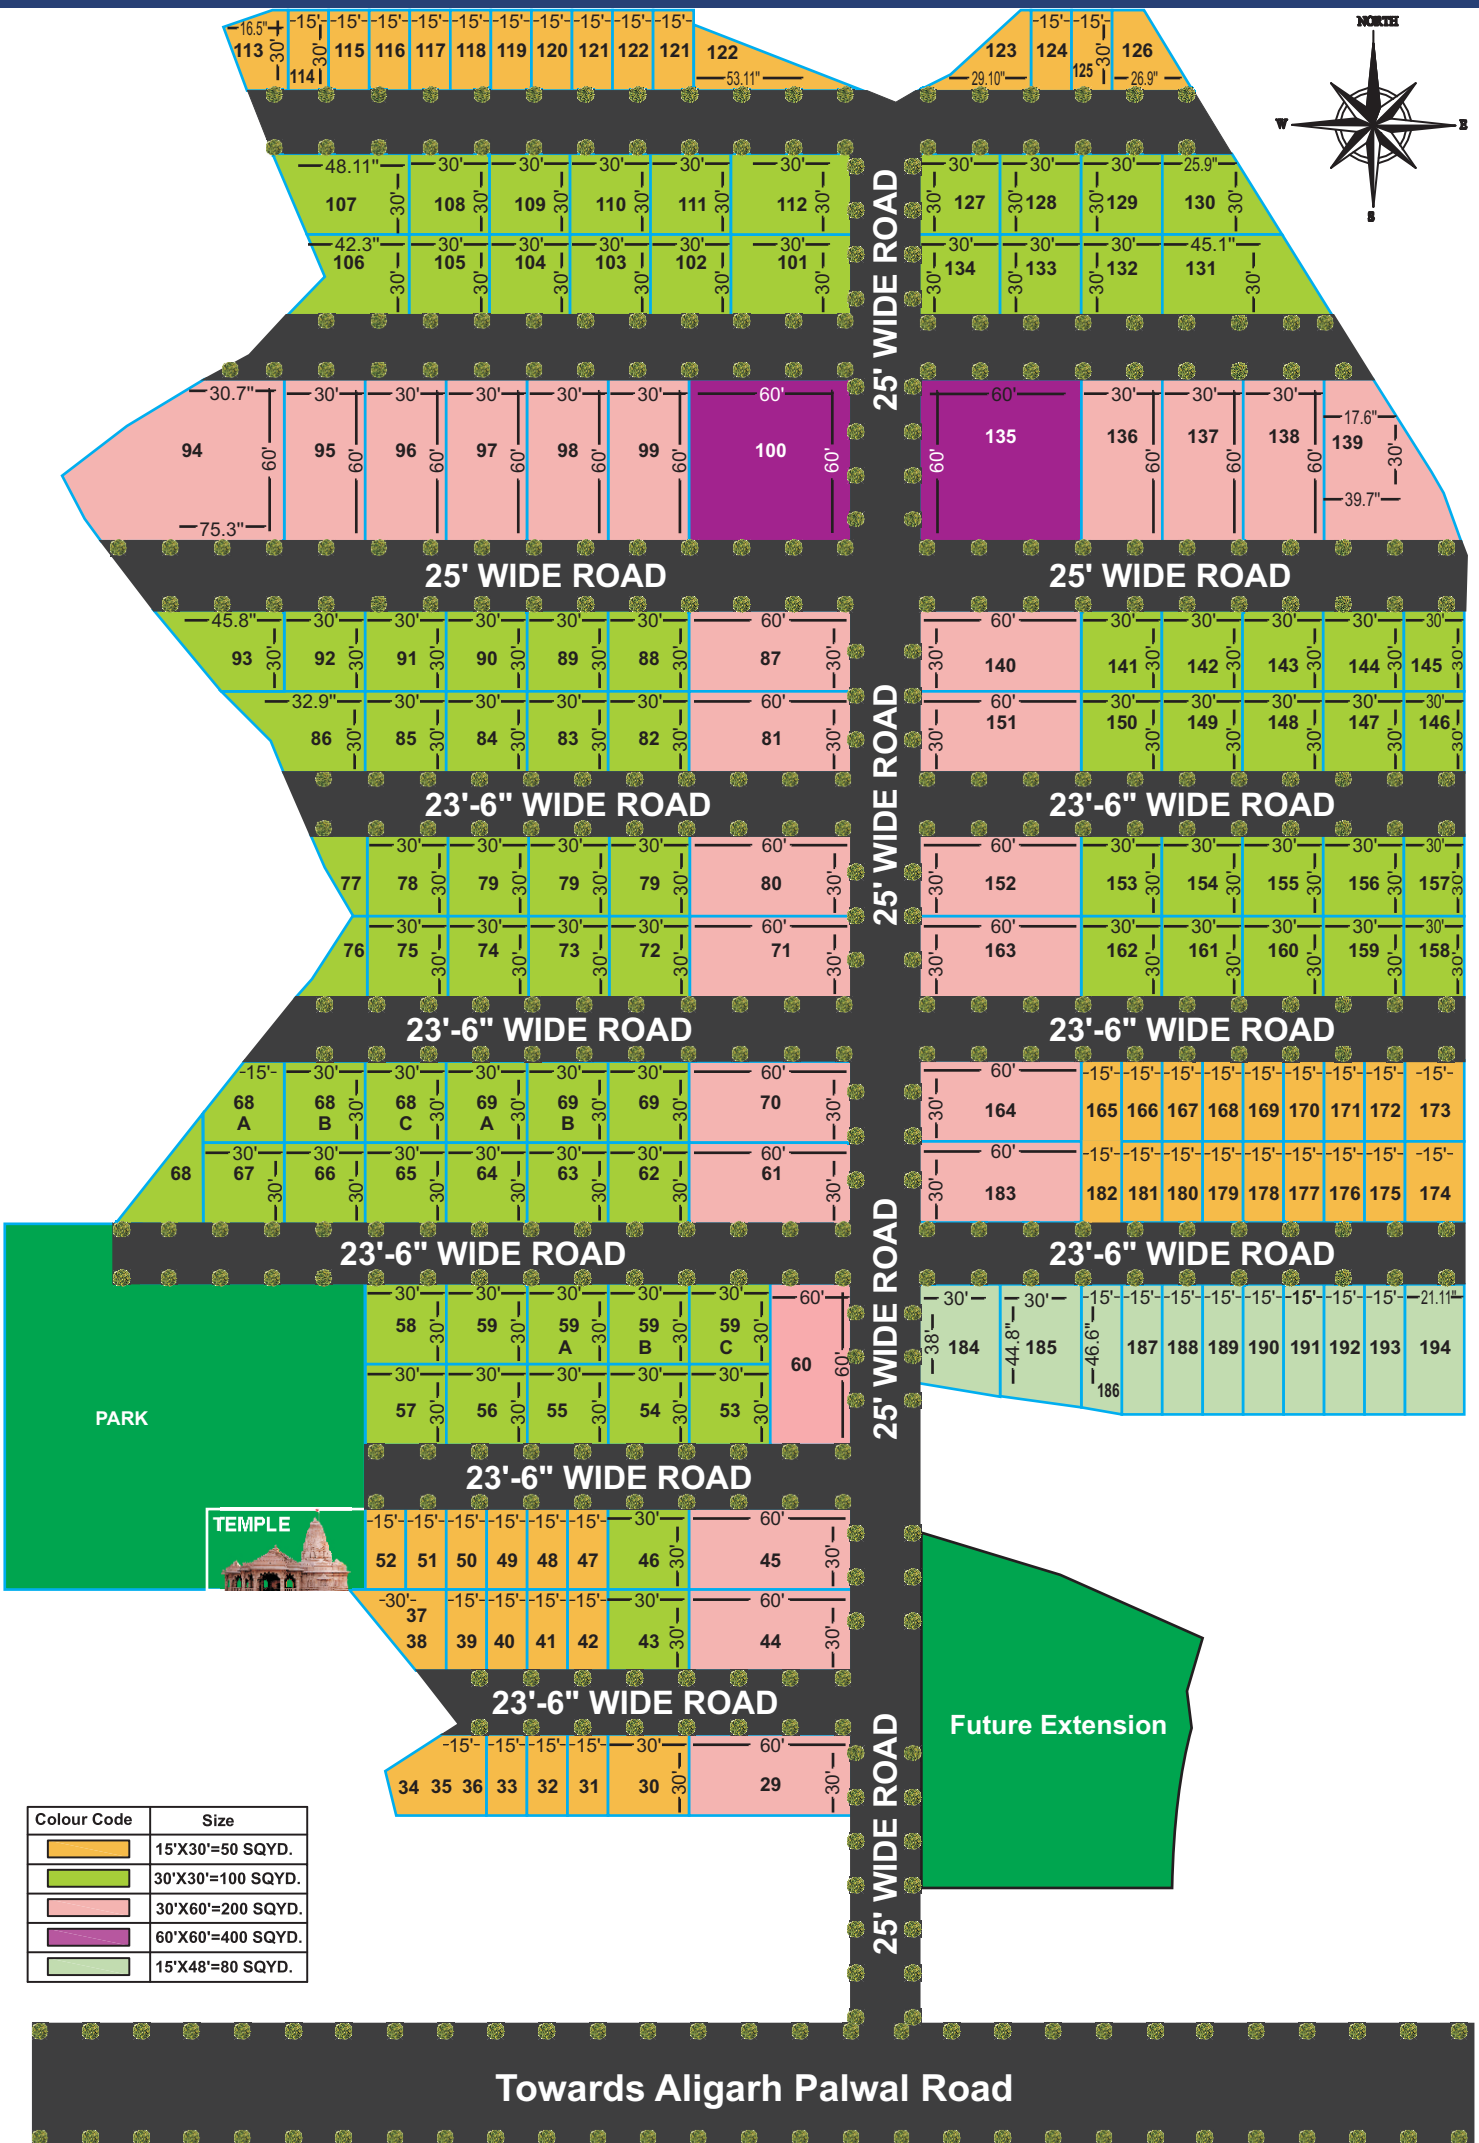 NORTH
W E
S
16.5" 15' 15' 15' 15' 15' 15' 15' 15' 15' 15' 15' 15'
113 30' 30' 115 116 117 118 119 120 121 122 121 122 123 124 30' 126
114 53.11" 29.10" 125 26.9"
48.11" 30' 30' 30' 30' 30' 30' 30' 30' 25.9"
107 30' 108 30' 109 30' 110 30' 111 30' 112 30' 30' 127 30' 128 30' 129 130 30'
42.3" 30' 30' 30' 30' 30' 30' 30' 30' 45.1"
106 30' 105 30' 104 30' 103 30' 102 30' 101 30' 30' 134 30' 133 30' 132 131 30'
25' WIDE ROAD
30.7" 30' 30' 30' 30' 30' 60' 60' 30' 30' 30' 17.6"
94 60' 95 60' 96 60' 97 60' 98 60' 99 60' 100 60' 60' 135 136 60' 137 60' 138 60' 139 30'
75.3" 39.7"
25' WIDE ROAD 25' WIDE ROAD
45.8" 30' 30' 30' 30' 30' 60' 60' 30' 30' 30' 30' 30'
93 30' 92 30' 91 30' 90 30' 89 30' 88 30' 87 30' 30' 140 141 30' 142 30' 143 30' 144 30' 145 30'
32.9" 30' 30' 30' 30' 60' 60' 30' 30' 30' 30' 30'
86 30' 85 30' 84 30' 83 30' 82 30' 81 30' 30' 151 150 30' 149 30' 148 30' 147 30' 146 30'
25' WIDE ROAD
23'-6" WIDE ROAD 23'-6" WIDE ROAD
30' 30' 30' 30' 60' 60' 30' 30' 30' 30' 30'
77 78 30' 79 30' 79 30' 79 30' 80 30' 30' 152 153 30' 154 30' 155 30' 156 30' 157 30'
30' 30' 30' 30' 60' 60' 30' 30' 30' 30' 30'
76 75 30' 74 30' 73 30' 72 30' 71 30' 30' 163 162 30' 161 30' 160 30' 159 30' 158 30'
23'-6" WIDE ROAD 23'-6" WIDE ROAD
15' 30' 30' 30' 30' 30' 60' 60' 15' 15' 15' 15' 15' 15' 15' 15' 15'
68 A 68 B 30' 68 C 30' 69 A 30' 69 B 30' 69 30' 70 30' 30' 164 165 166 167 168 169 170 171 172 173
30' 30' 30' 30' 30' 30' 60' 60' 15' 15' 15' 15' 15' 15' 15' 15' 15'
68 67 30' 66 30' 65 30' 64 30' 63 30' 62 30' 61 30' 30' 183 182 181 180 179 178 177 176 175 174
25' WIDE ROAD
23'-6" WIDE ROAD 23'-6" WIDE ROAD
30' 30' 30' 30' 30' 60' 30' 30' 15' 15' 15' 15' 15' 15' 15' 15' 21.11"
58 30' 59 30' 59 A 30' 59 B 30' 59 C 30' 60 60' 38' 184 44.8" 185 46.6" 186 187 188 189 190 191 192 193 194
30' 30' 30' 30' 30'
57 30' 56 30' 55 30' 54 30' 53 30'
PARK
23'-6" WIDE ROAD
TEMPLE
15' 15' 15' 15' 15' 15' 30' 60'
52 51 50 49 48 47 46 30' 45 30'
30' 15' 15' 15' 15' 30' 60'
37
38 39 40 41 42 43 30' 44 30'
23'-6" WIDE ROAD
Future Extension
15' 15' 15' 15' 30' 60'
34 35 36 33 32 31 30 30' 29 30'
25' WIDE ROAD
Colour Code Size
15'X30'=50 SQYD.
30'X30'=100 SQYD.
30'X60'=200 SQYD.
60'X60'=400 SQYD.
15'X48'=80 SQYD.
Towards Aligarh Palwal Road